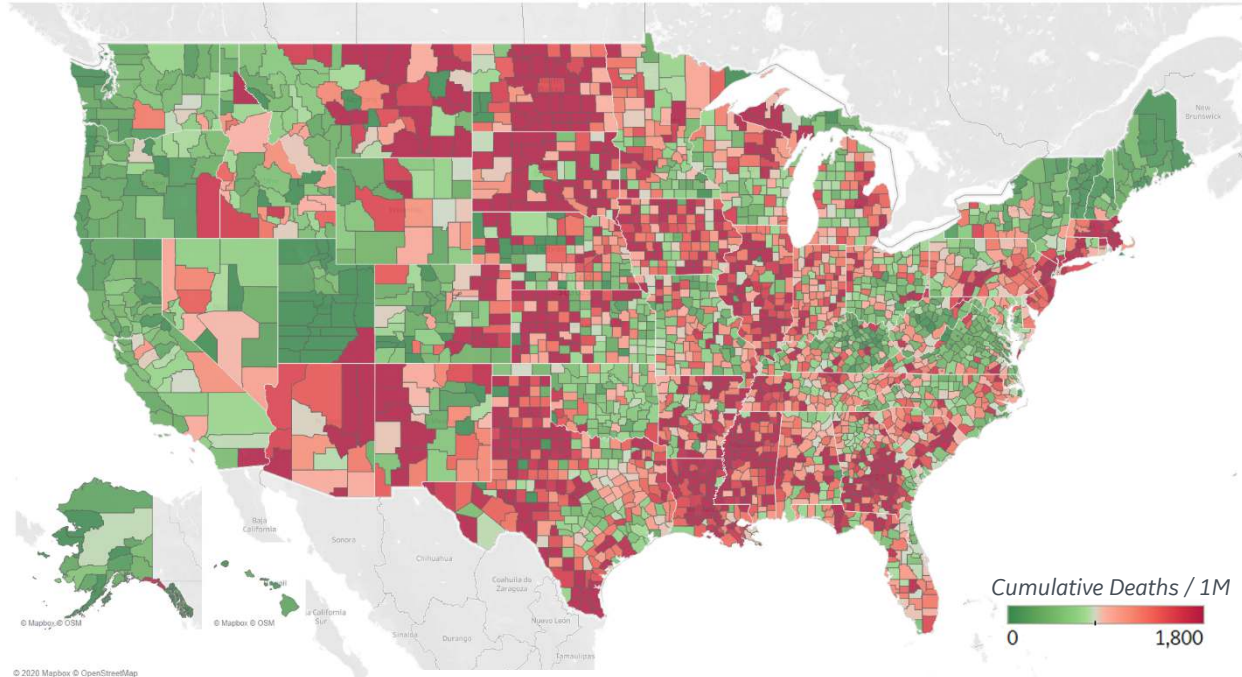 New
Brunswick
Baja
California
Sonora
Chihuahua
Coahuila de
Zaragoza
Nuevo León
Sinaloa
Durango
Tamaulipas
a California
Sur
© Mapbox © OSM
© Mapbox © OSM
Cumulative Deaths / 1M
0
1,800
© 2020 Mapbox © OpenStreetMap